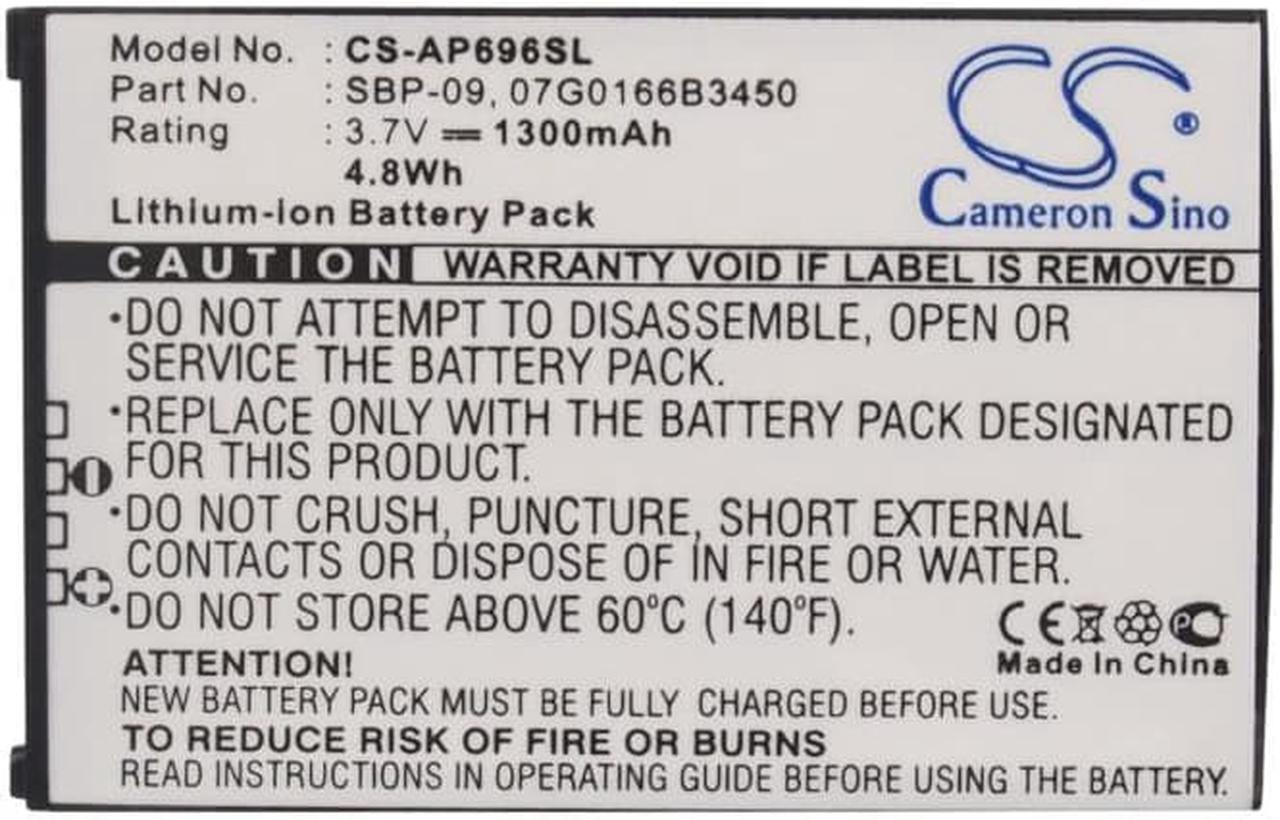 Model No. : CS-AP696SL
Part No. : SBP-09, 07G0166B3450
Rating : 3.7V ⎓ 1300mAh
4.8Wh
Lithium-ion Battery Pack
CS®
Cameron Sino
CAUTION WARRANTY VOID IF LABEL IS REMOVED
•DO NOT ATTEMPT TO DISASSEMBLE, OPEN OR
SERVICE THE BATTERY PACK.
•REPLACE ONLY WITH THE BATTERY PACK DESIGNATED
FOR THIS PRODUCT.
•DO NOT CRUSH, PUNCTURE, SHORT EXTERNAL
CONTACTS OR DISPOSE OF IN FIRE OR WATER.
•DO NOT STORE ABOVE 60°C (140°F).
CE PC
Made In China
ATTENTION!
NEW BATTERY PACK MUST BE FULLY CHARGED BEFORE USE.
TO REDUCE RISK OF FIRE OR BURNS
READ INSTRUCTIONS IN OPERATING GUIDE BEFORE USING THE BATTERY.